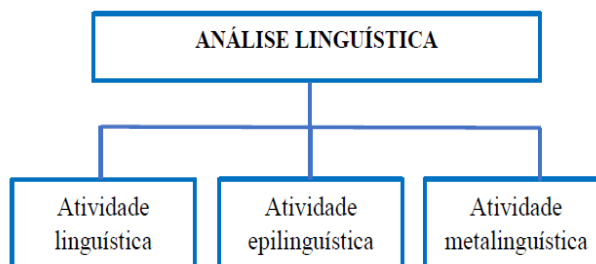 ANÁLISE LINGUÍSTICA
Atividade
linguística
Atividade
epilinguística
Atividade
metalinguística